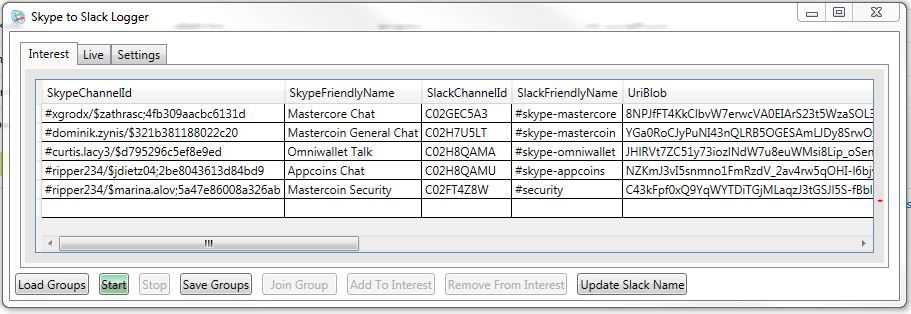 Skype to Slack Logger
Interest Live Settings
SkypeChannelId SkypeFriendlyName SlackChannelId SlackFriendlyName UriBlob
#xgrodx/$zathrasc;4fb309aacbc6131d Mastercore Chat C02GEC5A3 #skype-mastercore 8NPJfFT4KkClbvW7erwcVA0EIArS23t5WzaSOL3
#dominik.zynis/$321b381188022c20 Mastercoin General Chat C02H7U5LT #skype-mastercoin YGa0RoCJyPuNI43nQLRB5OGESAmLJDy8SrwO
#curtis.lacy3/$d795296c5ef8e9ed Omniwallet Talk C02H8QAMA #skype-omniwallet JHIRVt7ZC51y73iozINdW7u8euWMsi8Lip_oSen
#ripper234/$jdietz04;2be8043613d84bd9 Appcoins Chat C02H8QAMU #skype-appcoins NZKmJ3vI5snmno1FmRzdV_2av4rw5qOHI-I6bj
#ripper234/$marina.alov;5a47e86008a326ab Mastercoin Security C02FT4Z8W #security C43kFpf0xQ9YqWYTDiTGjMLaqzJ3tGSJI5S-fBbl
Load Groups Start Stop Save Groups Join Group Add To Interest Remove From Interest Update Slack Name